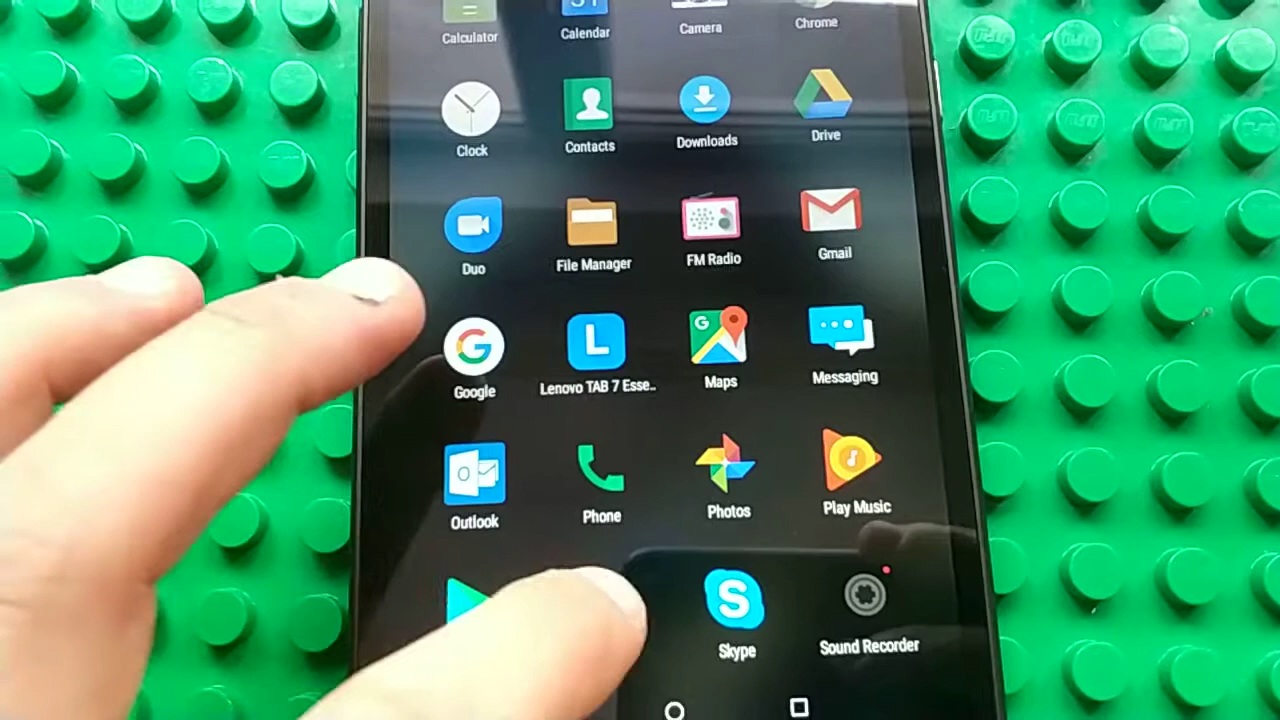 Calculator
Calendar
Camera
Chrome
31
Clock
Contacts
Downloads
Drive
Duo
File Manager
FM Radio
Gmail
G
L
G
Google
Lenovo TAB 7 Esse..
Maps
Messaging
O
Outlook
Phone
Photos
Play Music
S
Skype
Sound Recorder